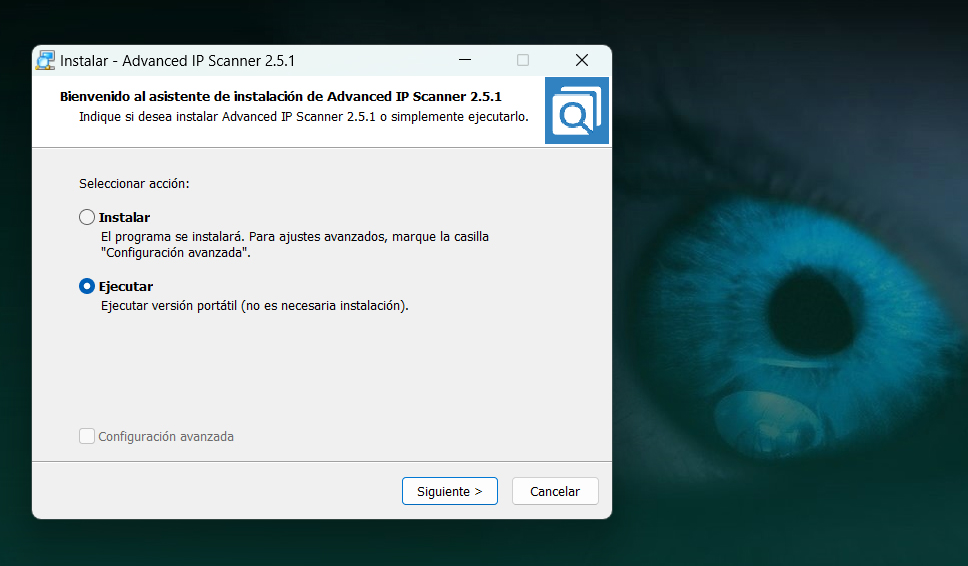 Instalar - Advanced IP Scanner 2.5.1
Bienvenido al asistente de instalación de Advanced IP Scanner 2.5.1
Indique si desea instalar Advanced IP Scanner 2.5.1 o simplemente ejecutarlo.
Seleccionar acción:
Instalar
El programa se instalará. Para ajustes avanzados, marque la casilla
"Configuración avanzada".
Ejecutar
Ejecutar versión portátil (no es necesaria instalación).
Configuración avanzada
Siguiente >
Cancelar